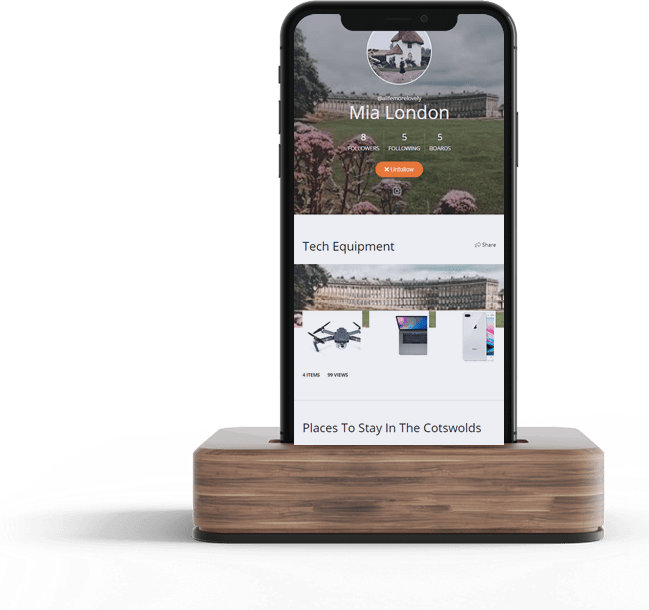 @alifemorelovely
Mia London
8 5 5
FOLLOWERS FOLLOWING BOARDS
✖ Unfollow
Tech Equipment Share
4 ITEMS 99 VIEWS
Places To Stay In The Cotswolds